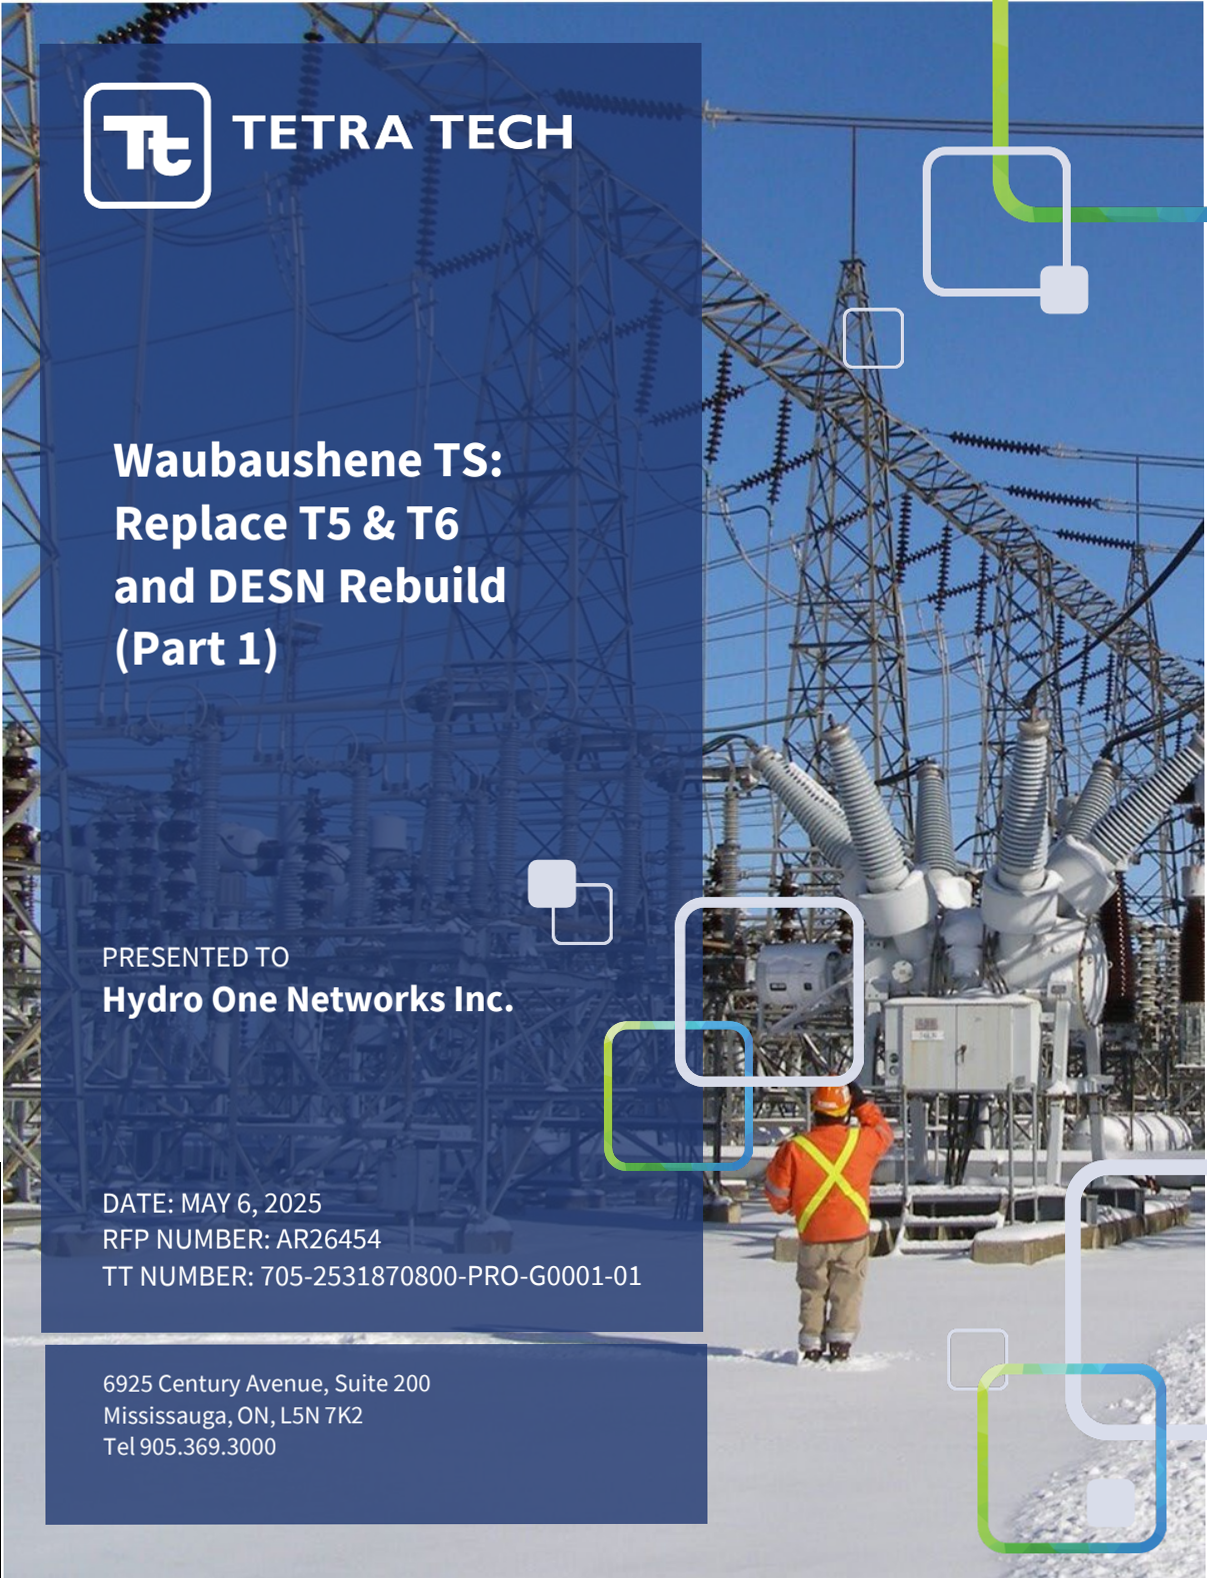 Tt TETRA TECH
Waubaushene TS:
Replace T5 & T6
and DESN Rebuild
(Part 1)
PRESENTED TO
Hydro One Networks Inc.
DATE: MAY 6, 2025
RFP NUMBER: AR26454
TT NUMBER: 705-2531870800-PRO-G0001-01
6925 Century Avenue, Suite 200
Mississauga, ON, L5N 7K2
Tel 905.369.3000